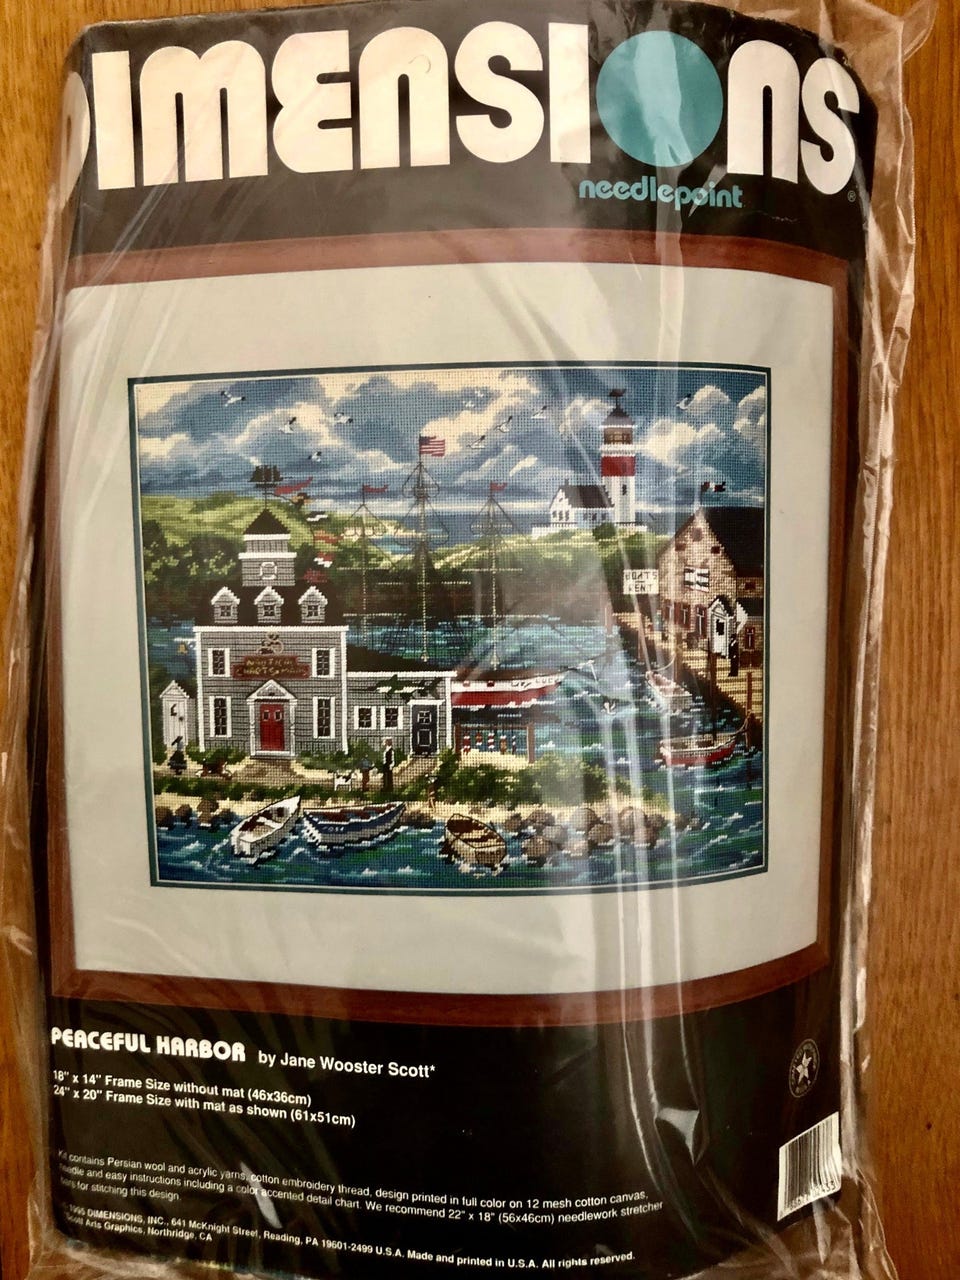 DIMENSIONS
needlepoint
BOATS
RENT
PEACEFUL HARBOR by Jane Wooster Scott*
18" x 14" Frame Size without mat (46x36cm)
24" x 20" Frame Size with mat as shown (61x51cm)
Kit contains Persian wool and acrylic yarns, cotton embroidery thread, design printed in full color on 12 mesh cotton canvas,
needle and easy instructions including a color accented detail chart. We recommend 22" x 18" (56x46cm) needlework stretcher
bars for stitching this design.
© 1995 DIMENSIONS, INC., 641 McKnight Street, Reading, PA 19601-2499 U.S.A. Made and printed in U.S.A. All rights reserved.
Scott Arts Graphics, Northridge, CA